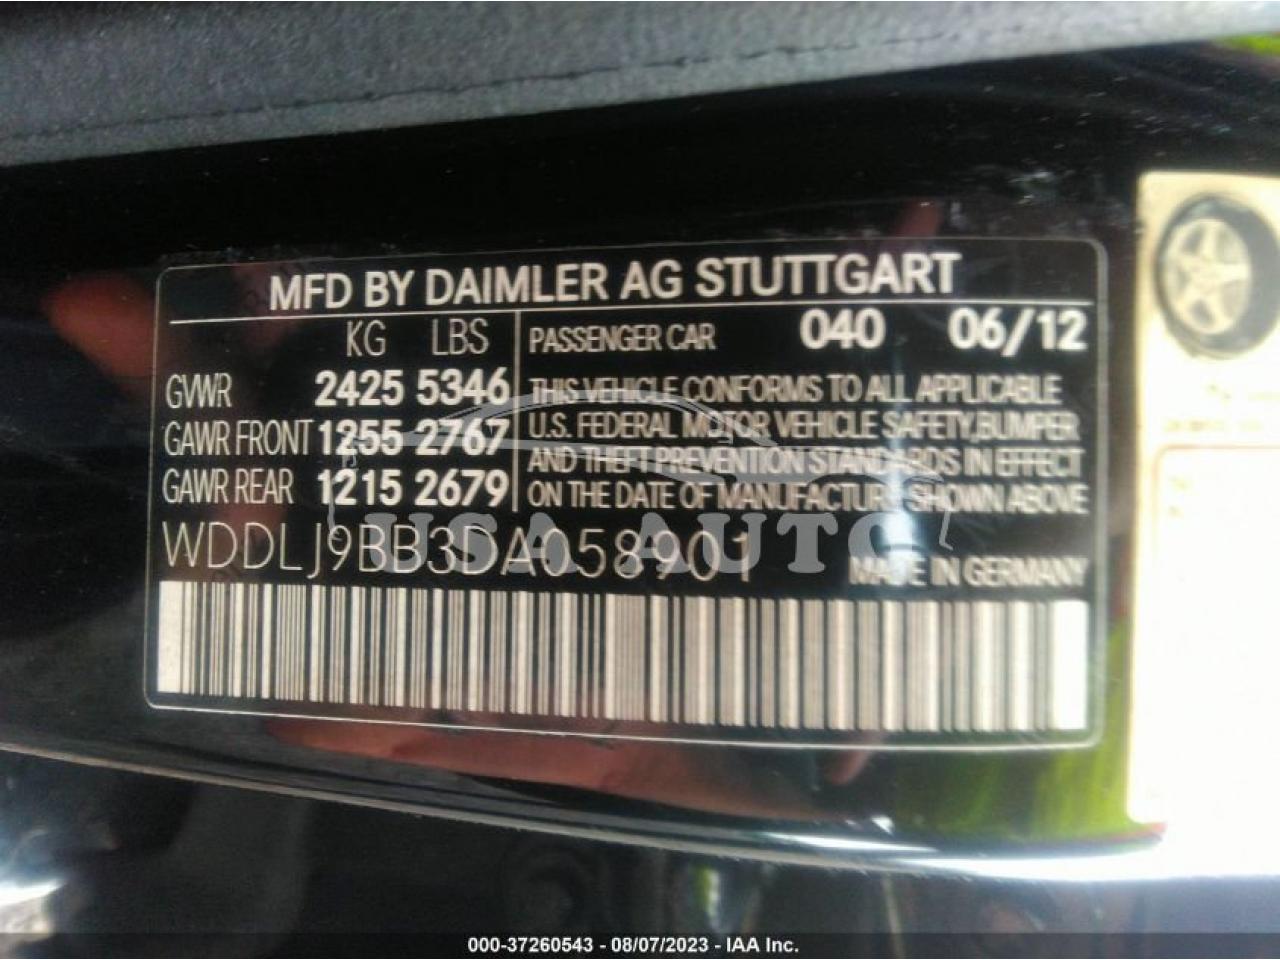 MFD BY DAIMLER AG STUTTGART
KG LBS
GVWR 2425 5346
GAWR FRONT 1255 2767
GAWR REAR 1215 2679
PASSENGER CAR 040 06/12
THIS VEHICLE CONFORMS TO ALL APPLICABLE
U.S. FEDERAL MOTOR VEHICLE SAFETY,BUMPER
AND THEFT PREVENTION STANDARDS IN EFFECT
ON THE DATE OF MANUFACTURE SHOWN ABOVE
WDDLJ9BB3DA058901
MADE IN GERMANY
USA AUTO
000-37260543 - 08/07/2023 - IAA Inc.